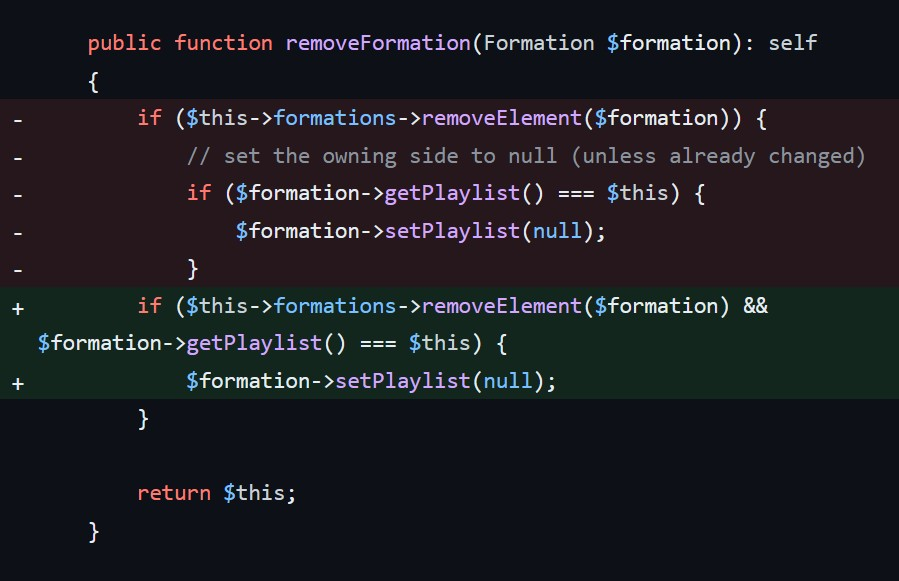 public function removeFormation(Formation $formation): self
{
- if ($this->formations->removeElement($formation)) {
- // set the owning side to null (unless already changed)
- if ($formation->getPlaylist() === $this) {
- $formation->setPlaylist(null);
- }
+ if ($this->formations->removeElement($formation) &&
$formation->getPlaylist() === $this) {
+ $formation->setPlaylist(null);
}
return $this;
}